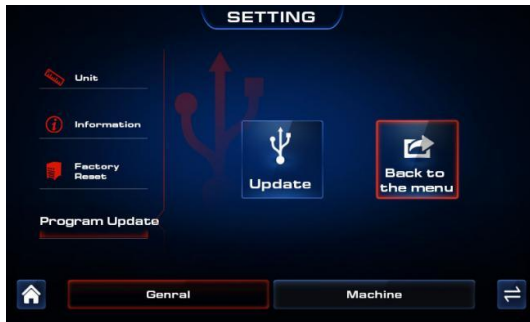 SETTING
Unit
Information
Factory
Reset
Program Update
Update
Back to
the menu
Genral
Machine